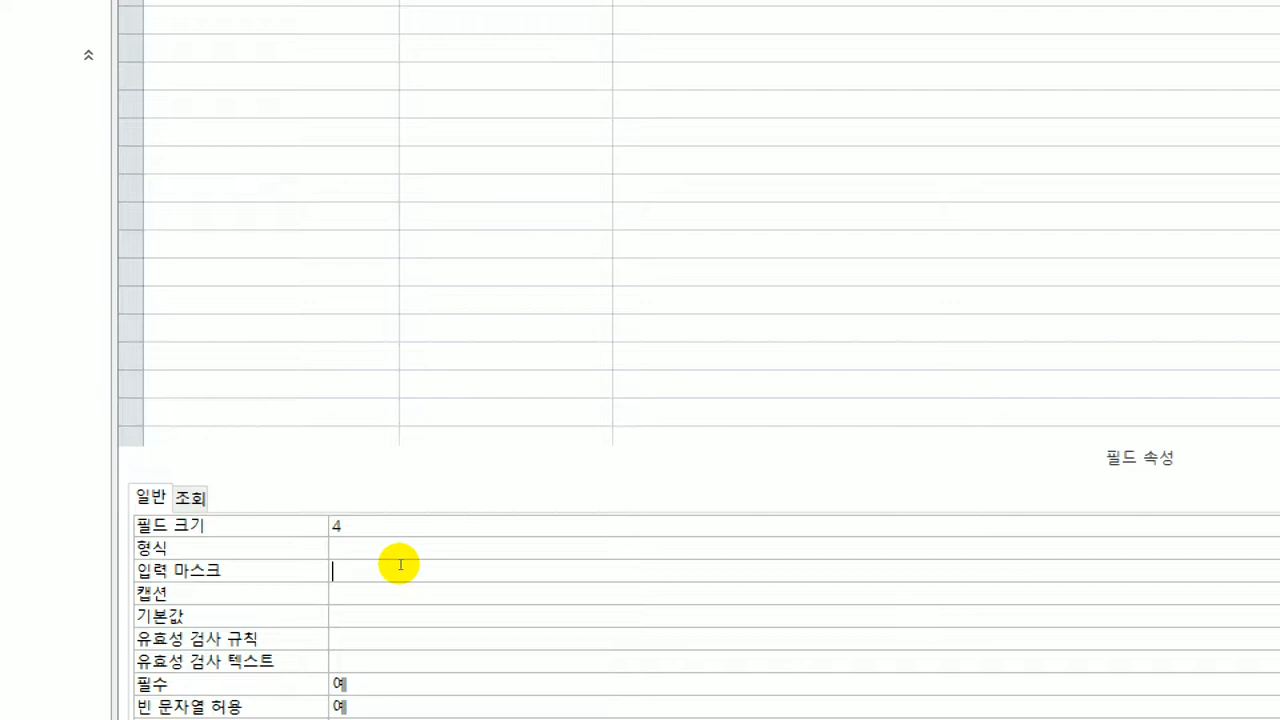 필드 속성
일반 조회
필드 크기 4
형식
입력 마스크
캡션
기본값
유효성 검사 규칙
유효성 검사 텍스트
필수 예
빈 문자열 허용 예